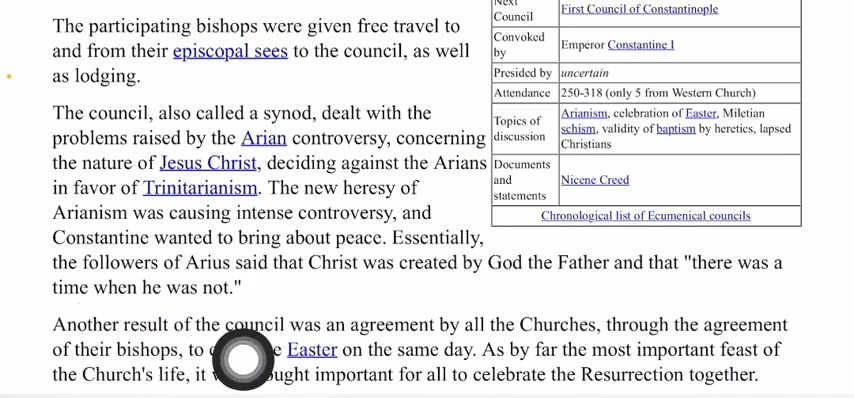 The participating bishops were given free travel to
and from their episcopal sees to the council, as well
as lodging.
The council, also called a synod, dealt with the
problems raised by the Arian controversy, concerning
the nature of Jesus Christ, deciding against the Arians
in favor of Trinitarianism. The new heresy of
Arianism was causing intense controversy, and
Constantine wanted to bring about peace. Essentially,
the followers of Arius said that Christ was created by God the Father and that "there was a
time when he was not."
Another result of the council was an agreement by all the Churches, through the agreement
of their bishops, to Easter on the same day. As by far the most important feast of
the Church's life, it important for all to celebrate the Resurrection together.
Next
Council
First Council of Constantinople
Convoked
by
Emperor Constantine I
Presided by uncertain
Attendance 250-318 (only 5 from Western Church)
Topics of
discussion
Arianism, celebration of Easter, Miletian
schism, validity of baptism by heretics, lapsed
Christians
Documents
and
statements
Nicene Creed
Chronological list of Ecumenical councils